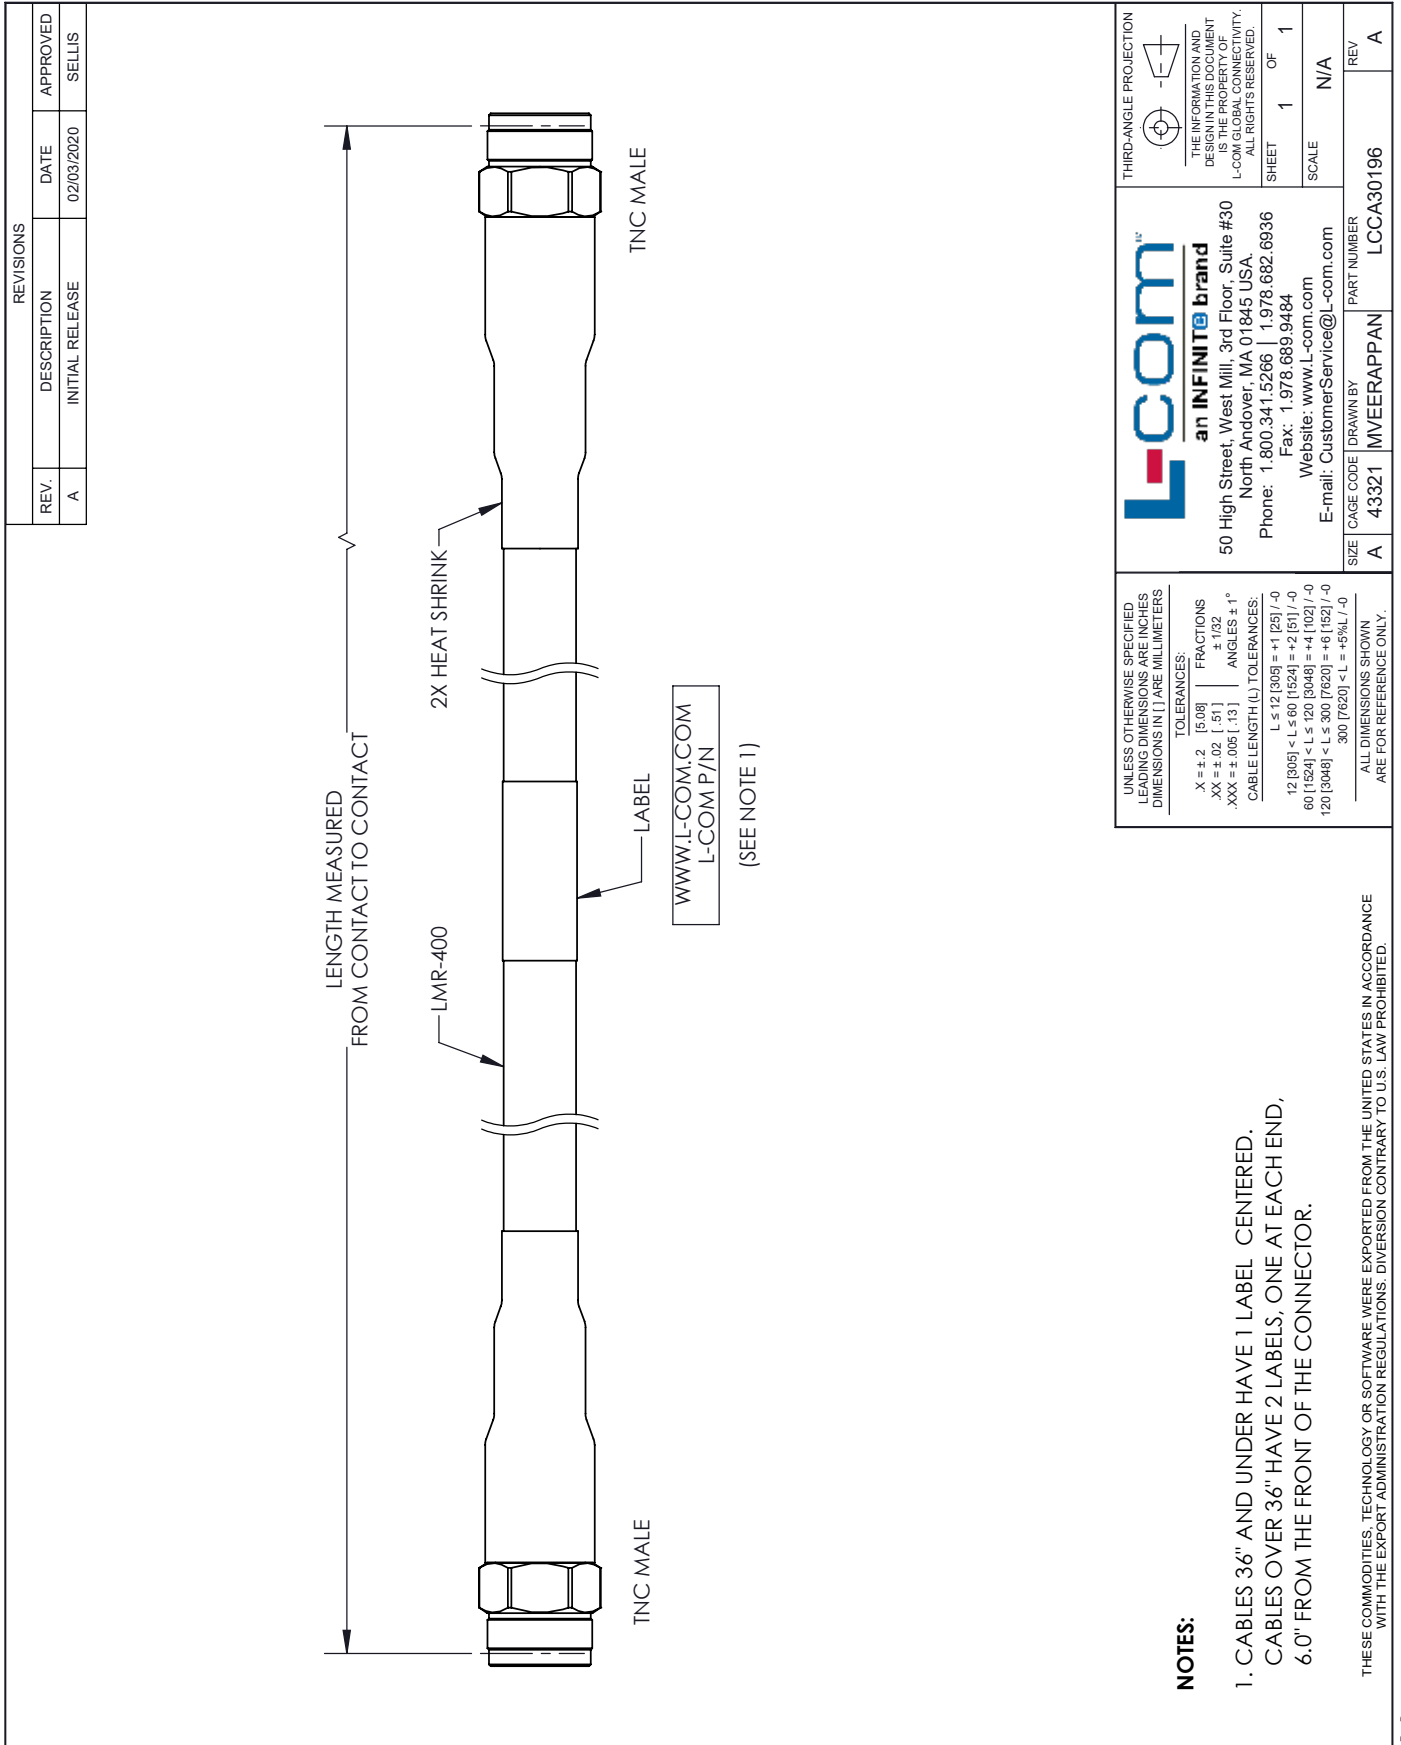 REVISIONS
REV. DESCRIPTION DATE APPROVED
A INITIAL RELEASE 02/03/2020 SELLIS
LENGTH MEASURED
FROM CONTACT TO CONTACT
LMR-400
2X HEAT SHRINK
TNC MALE
TNC MALE
LABEL
WWW.L-COM.COM
L-COM P/N
(SEE NOTE 1)
NOTES:
1. CABLES 36" AND UNDER HAVE 1 LABEL CENTERED.
CABLES OVER 36" HAVE 2 LABELS, ONE AT EACH END,
6.0" FROM THE FRONT OF THE CONNECTOR.
THESE COMMODITIES, TECHNOLOGY OR SOFTWARE WERE EXPORTED FROM THE UNITED STATES IN ACCORDANCE
WITH THE EXPORT ADMINISTRATION REGULATIONS. DIVERSION CONTRARY TO U.S. LAW PROHIBITED.
UNLESS OTHERWISE SPECIFIED
LEADING DIMENSIONS ARE INCHES
DIMENSIONS IN [ ] ARE MILLIMETERS
TOLERANCES:
.X = ± .2 [5.08] FRACTIONS
.XX = ± .02 [ .51] ± 1/32
.XXX = ± .005 [ .13 ] ANGLES ± 1°
CABLE LENGTH (L) TOLERANCES:
L ≤ 12 [305] = +1 [25] / -0
12 [305] < L ≤ 60 [1524] = +2 [51] / -0
60 [1524] < L ≤ 120 [3048] = +4 [102] / -0
120 [3048] < L ≤ 300 [7620] = +6 [152] / -0
300 [7620] < L = +5%L / -0
ALL DIMENSIONS SHOWN
ARE FOR REFERENCE ONLY.
L-com
an INFINIT@ brand
50 High Street, West Mill, 3rd Floor, Suite #30
North Andover, MA 01845 USA.
Phone: 1.800.341.5266 | 1.978.682.6936
Fax: 1.978.689.9484
Website: www.L-com.com
E-mail: CustomerService@L-com.com
THIRD-ANGLE PROJECTION
THE INFORMATION AND
DESIGN IN THIS DOCUMENT
IS THE PROPERTY OF
L-COM GLOBAL CONNECTIVITY.
ALL RIGHTS RESERVED.
SHEET 1 OF 1
SCALE N/A
SIZE A
CAGE CODE 43321
DRAWN BY MVEERAPPAN
PART NUMBER LCCA30196
REV A